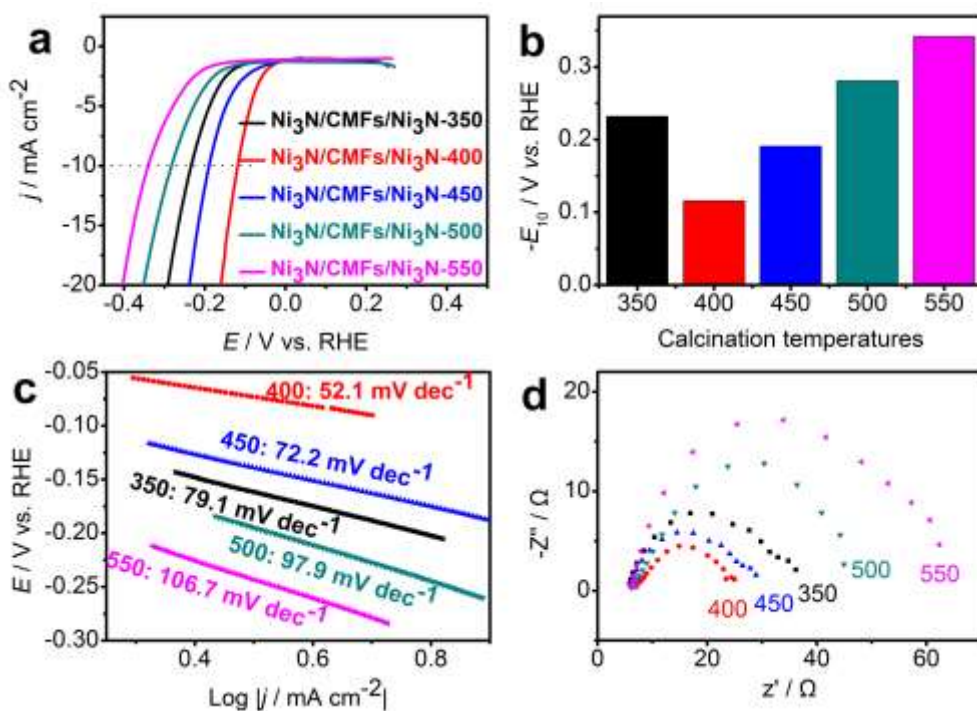 a
j / mA cm⁻²
0
-5
-10
-15
-20
Ni₃N/CMFs/Ni₃N-350
Ni₃N/CMFs/Ni₃N-400
Ni₃N/CMFs/Ni₃N-450
Ni₃N/CMFs/Ni₃N-500
Ni₃N/CMFs/Ni₃N-550
-0.4 -0.2 0.0 0.2 0.4
E / V vs. RHE
b
-E₁₀ / V vs. RHE
0.3
0.2
0.1
0.0
350 400 450 500 550
Calcination temperatures
c
E / V vs. RHE
-0.05
-0.10
-0.15
-0.20
-0.25
-0.30
400: 52.1 mV dec⁻¹
450: 72.2 mV dec⁻¹
350: 79.1 mV dec⁻¹
500: 97.9 mV dec⁻¹
550: 106.7 mV dec⁻¹
0.2 0.4 0.6 0.8
Log |j / mA cm⁻²|
d
-Z" / Ω
20
10
0
400 450 350 500 550
0 20 40 60
z' / Ω